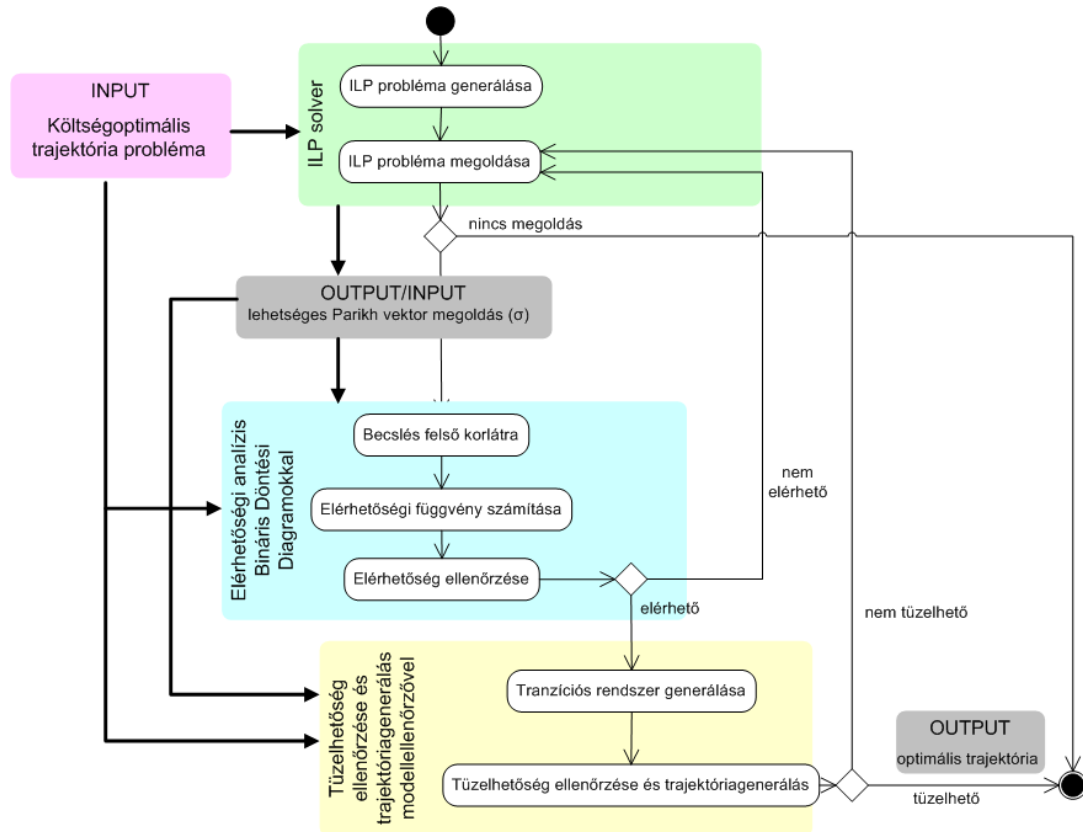 INPUT
Költségoptimális
trajektória probléma
ILP solver
ILP probléma generálása
ILP probléma megoldása
nincs megoldás
OUTPUT/INPUT
lehetséges Parikh vektor megoldás (σ)
Elérhetőségi analízis
Bináris Döntési
Diagramokkal
Becslés felső korlátra
Elérhetőségi függvény számítása
Elérhetőség ellenőrzése
nem
elérhető
elérhető
nem tüzelhető
Tüzelhetőség
ellenőrzése és
trajektóriagenerálás
modellellenőrzővel
Tranzíciós rendszer generálása
Tüzelhetőség ellenőrzése és trajektóriagenerálás
OUTPUT
optimális trajektória
tüzelhető